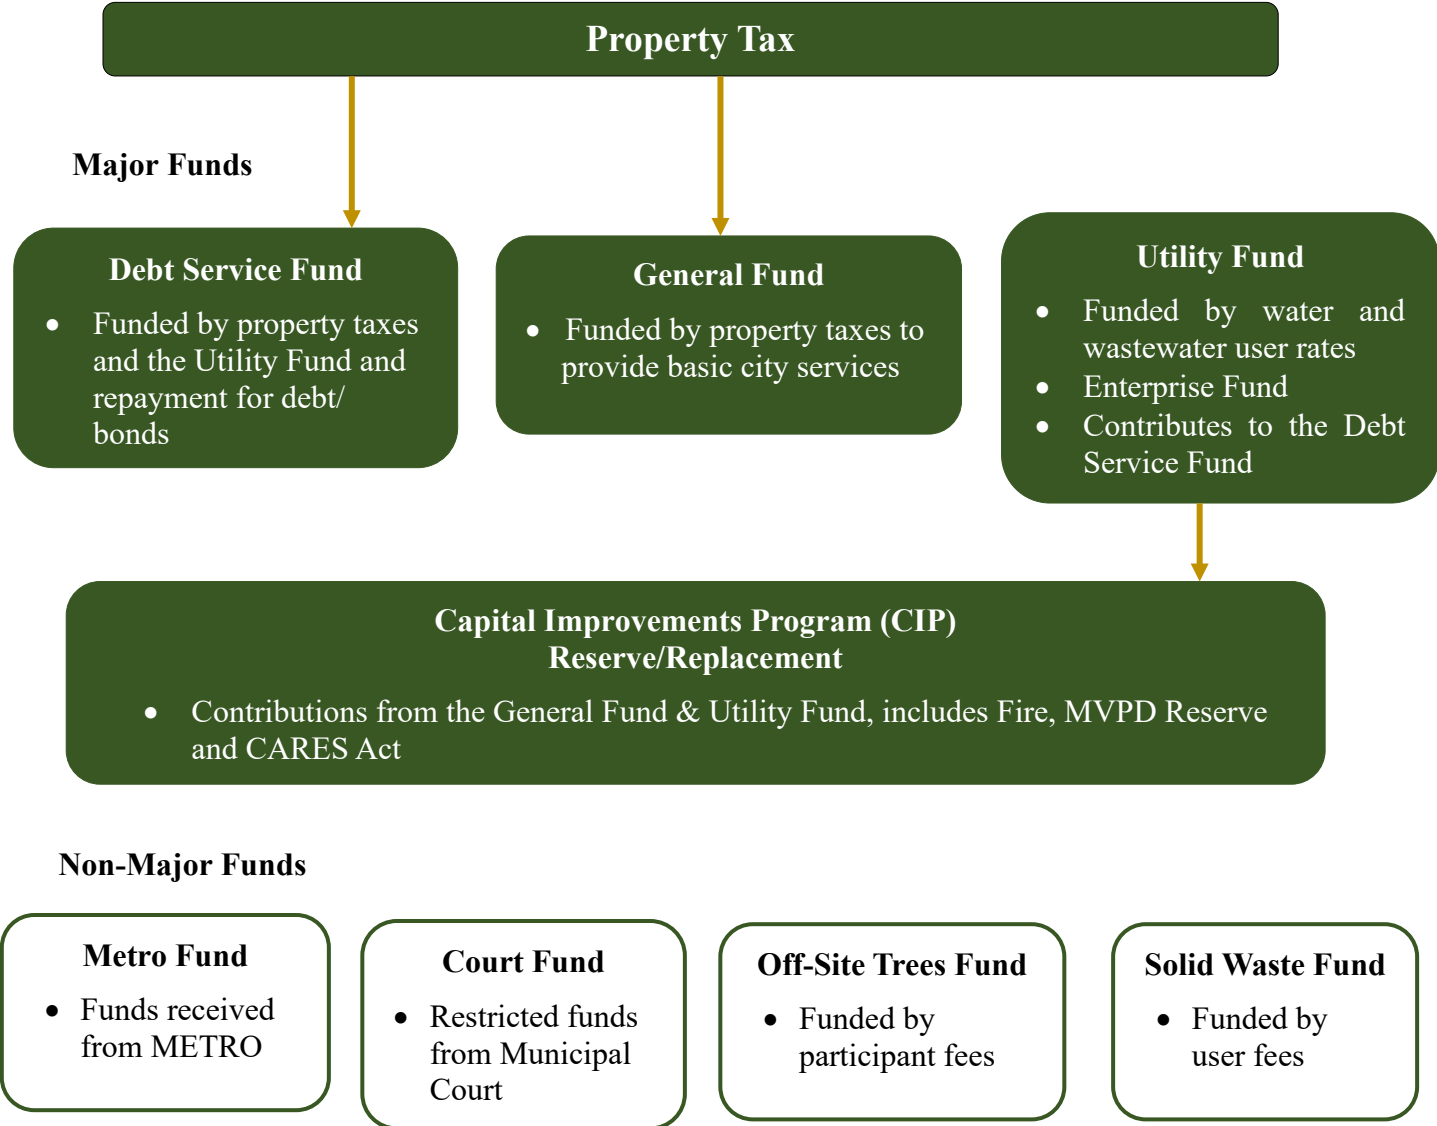 Property Tax
Major Funds
Debt Service Fund
• Funded by property taxes
and the Utility Fund and
repayment for debt/
bonds
General Fund
• Funded by property taxes to
provide basic city services
Utility Fund
• Funded by water and
wastewater user rates
• Enterprise Fund
• Contributes to the Debt
Service Fund
Capital Improvements Program (CIP)
Reserve/Replacement
• Contributions from the General Fund & Utility Fund, includes Fire, MVPD Reserve
and CARES Act
Non-Major Funds
Metro Fund
• Funds received
from METRO
Court Fund
• Restricted funds
from Municipal
Court
Off-Site Trees Fund
• Funded by
participant fees
Solid Waste Fund
• Funded by
user fees